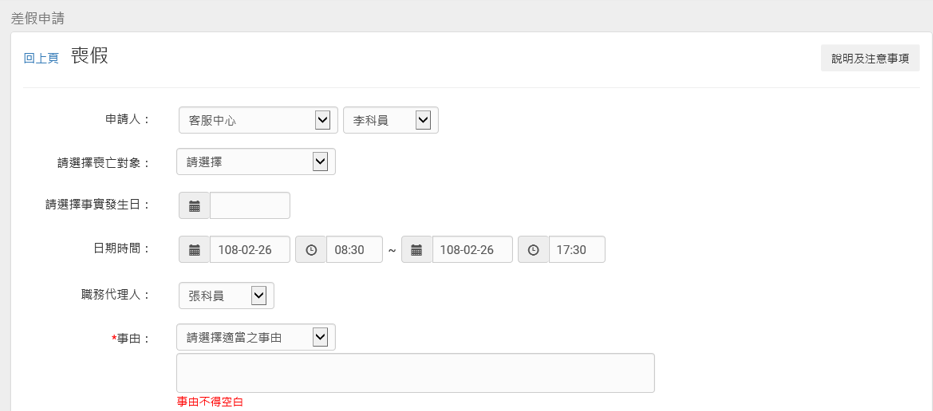 差假申請
回上頁 喪假 說明及注意事項
申請人： 客服中心 李科員
請選擇喪亡對象： 請選擇
請選擇事實發生日：
日期時間： 108-02-26 08:30 ~ 108-02-26 17:30
職務代理人： 張科員
*事由： 請選擇適當之事由
事由不得空白